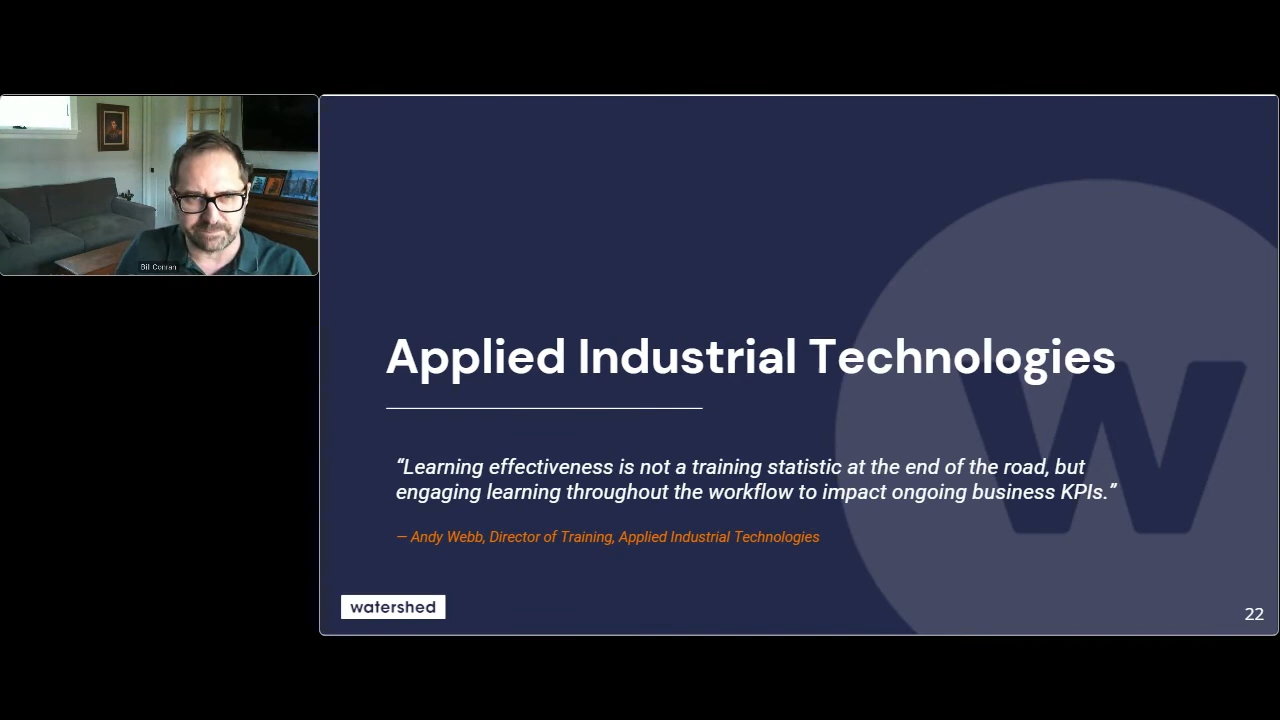 Bill Conran
Applied Industrial Technologies
“Learning effectiveness is not a training statistic at the end of the road, but
engaging learning throughout the workflow to impact ongoing business KPIs.”
— Andy Webb, Director of Training, Applied Industrial Technologies
W
watershed
22